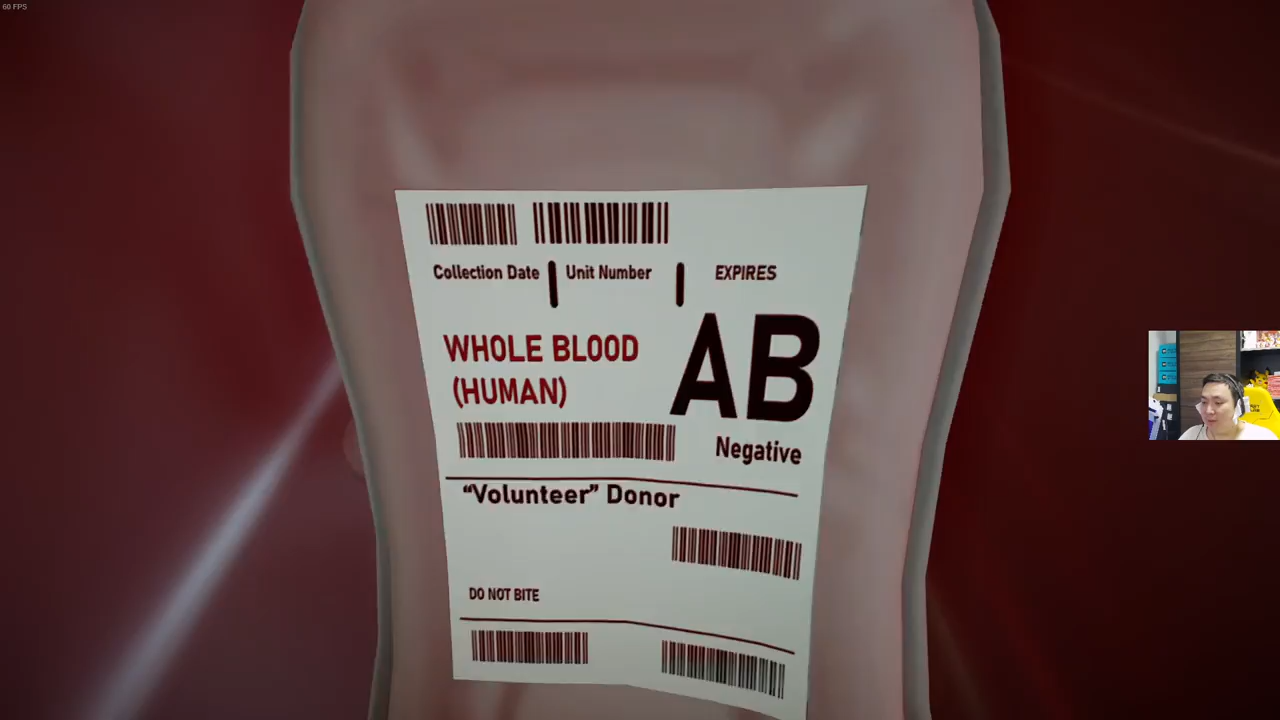 60 FPS
Collection Date Unit Number EXPIRES
WHOLE BLOOD
(HUMAN)
AB
Negative
“Volunteer” Donor
DO NOT BITE